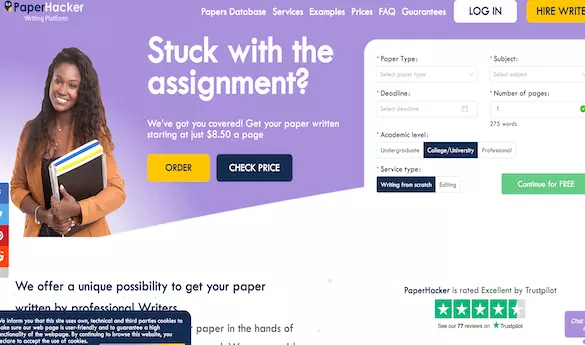 PaperHacker
Writing Platform
Papers Database Services Examples Prices FAQ Guarantees
LOG IN
HIRE WRITE
Stuck with the
assignment?
We've got you covered! Get your paper written
starting at just $8.50 a page
ORDER
CHECK PRICE
* Paper Type:
Select paper type
* Subject:
Select subject
* Deadline:
Select deadline
* Number of pages:
1
275 words
* Academic level:
Undergraduate College/University Professional
* Service type:
Writing from scratch Editing
Continue for FREE
We offer a unique possibility to get your paper
written by professional Writers
r paper in the hands of
PaperHacker is rated Excellent by Trustpilot
See our 77 reviews on Trustpilot
We inform you that this site uses own, technical and third parties cookies to
make sure our web page is user-friendly and to guarantee a high
functionality of the webpage. By continuing to browse this website, you
declare to accept the use of cookies.
Chat